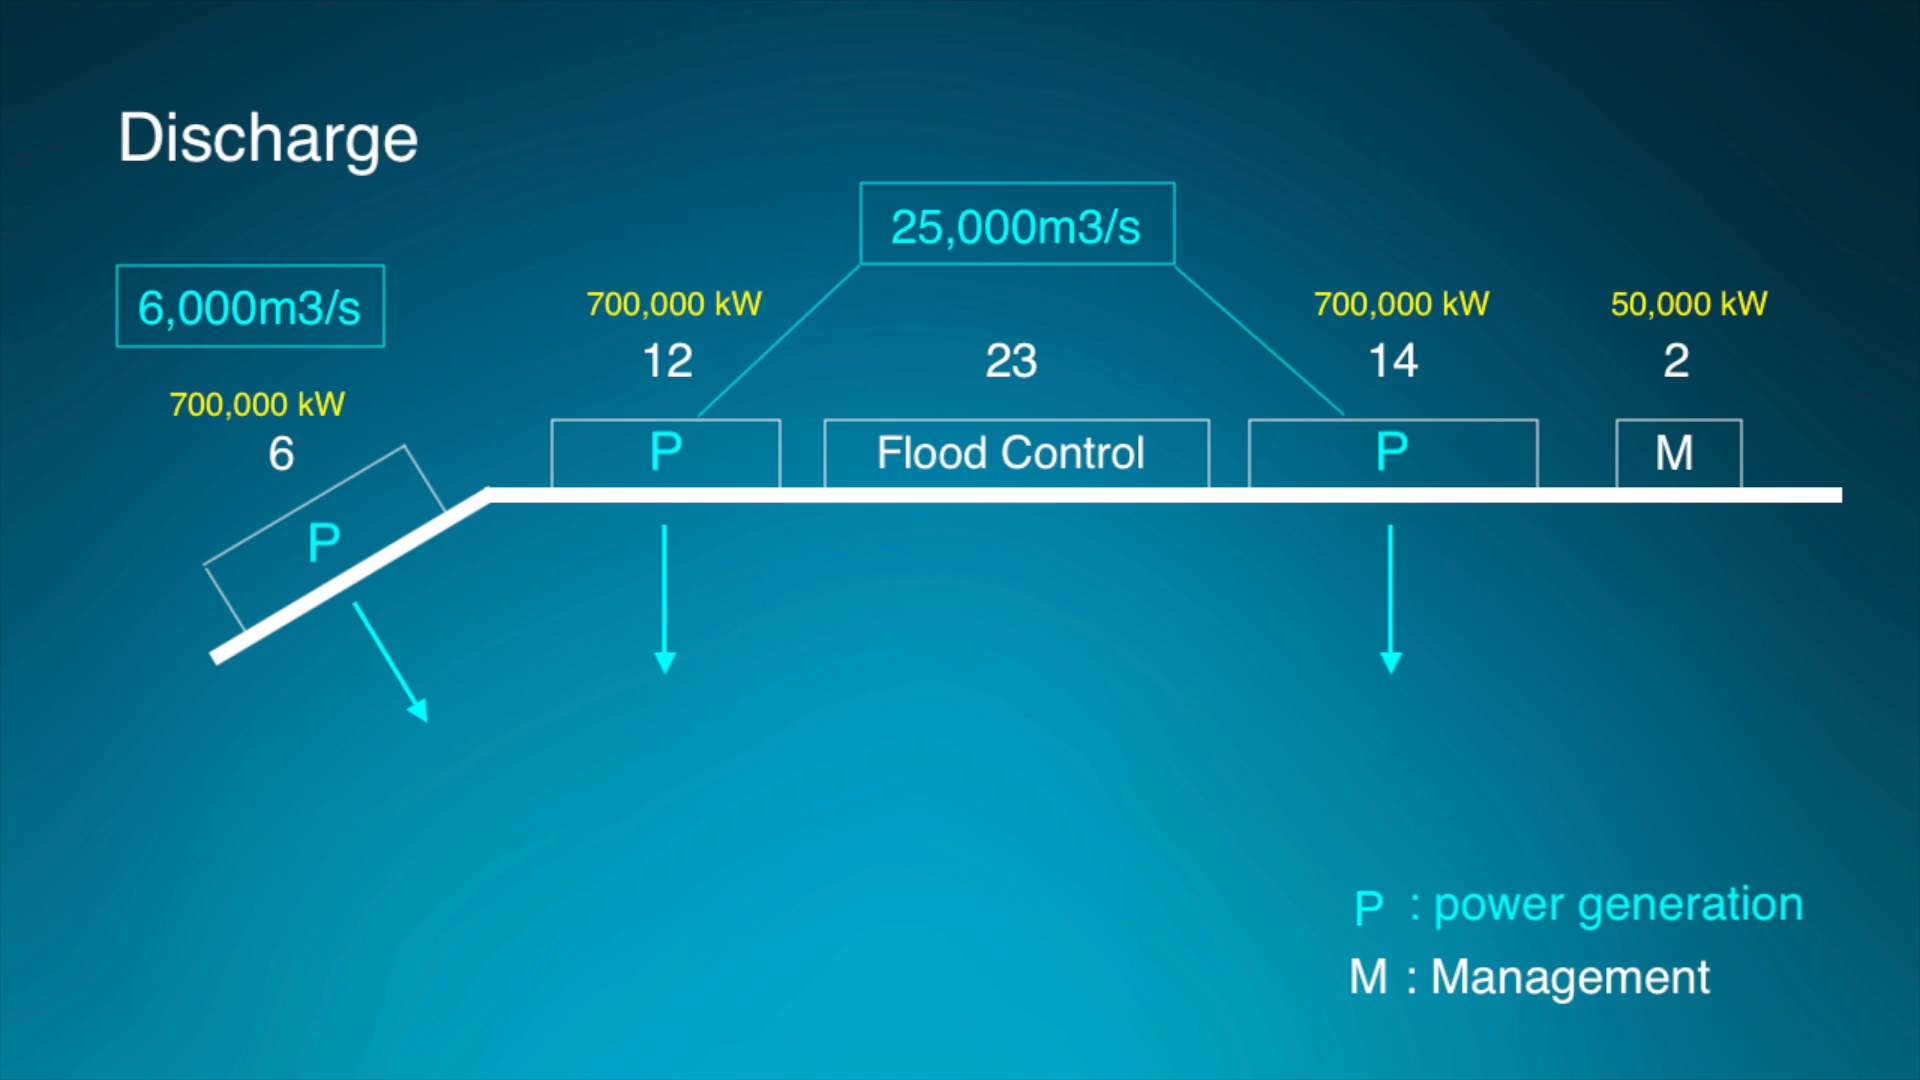 Discharge
25,000m3/s
6,000m3/s
700,000 kW
12
23
700,000 kW
14
50,000 kW
2
700,000 kW
6
P
P
Flood Control
P
M
P : power generation
M : Management